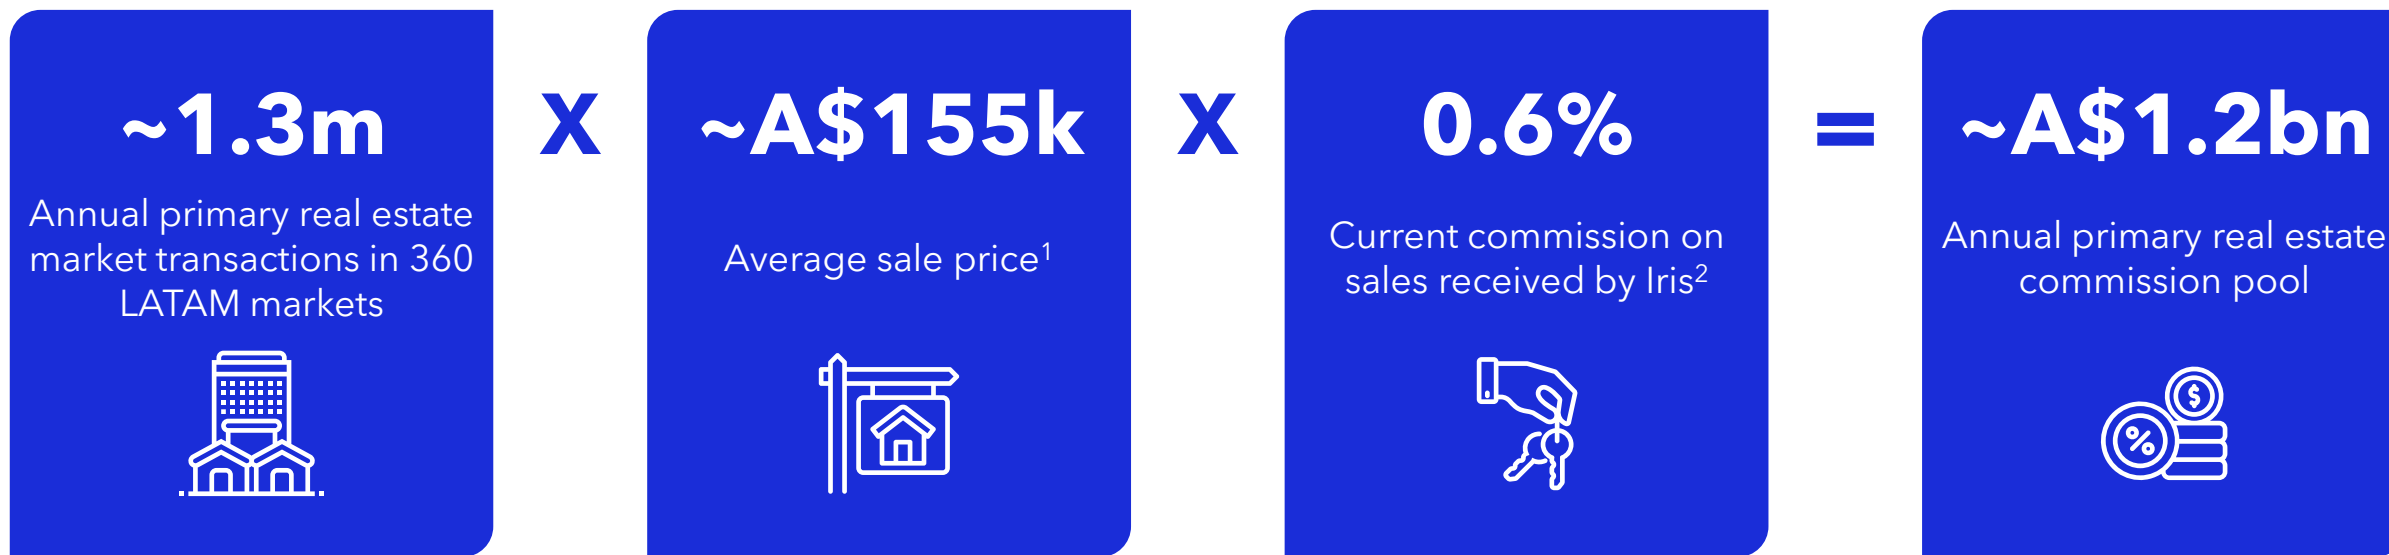 ~1.3m
Annual primary real estate
market transactions in 360
LATAM markets
X
~A$155k
Average sale price¹
X
0.6%
Current commission on
sales received by Iris²
=
~A$1.2bn
Annual primary real estate
commission pool
$
%